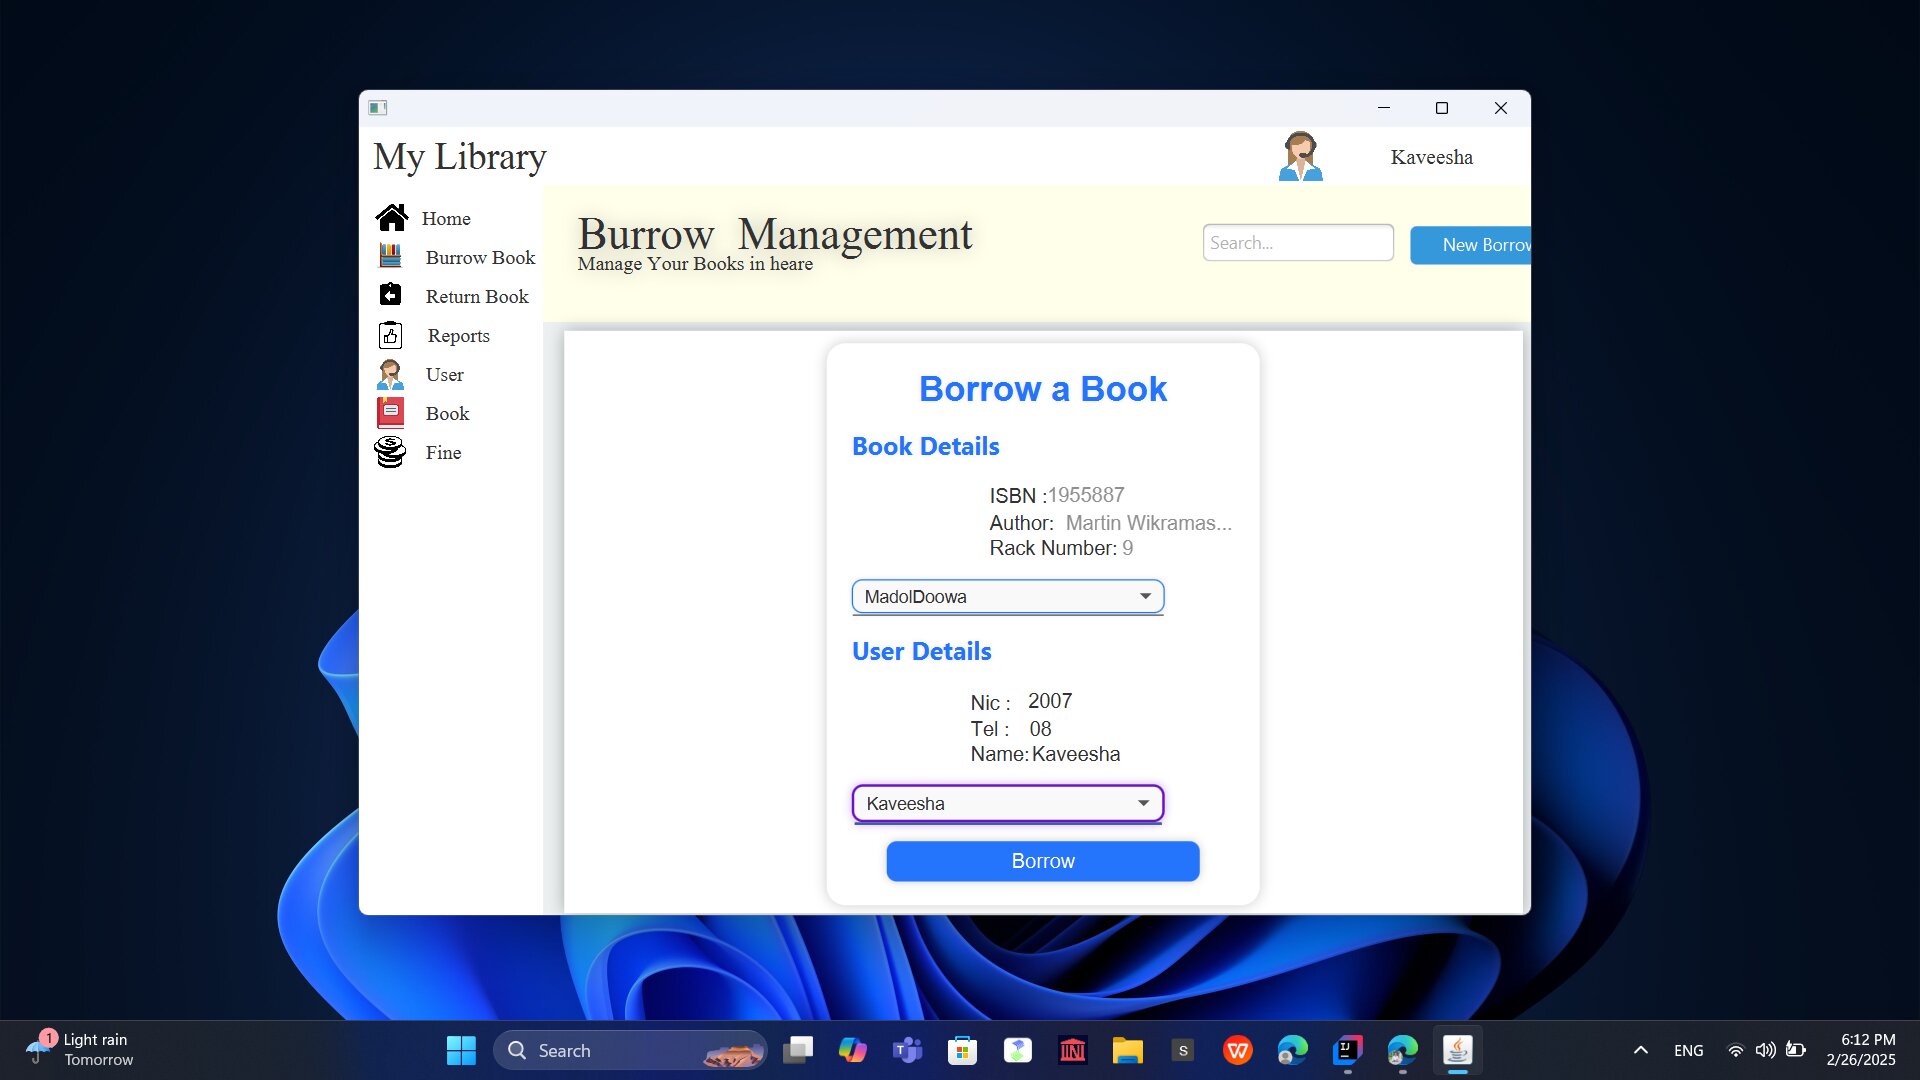 My Library
Kaveesha
Home
Burrow Book
Return Book
Reports
User
Book
Fine
Burrow Management
Manage Your Books in heare
Search...
New Borrow
Borrow a Book
Book Details
ISBN :1955887
Author: Martin Wikramas...
Rack Number: 9
MadolDoowa
User Details
Nic : 2007
Tel : 08
Name:Kaveesha
Kaveesha
Borrow
1
Light rain
Tomorrow
Search
T
S
W
IJ
ENG
6:12 PM
2/26/2025